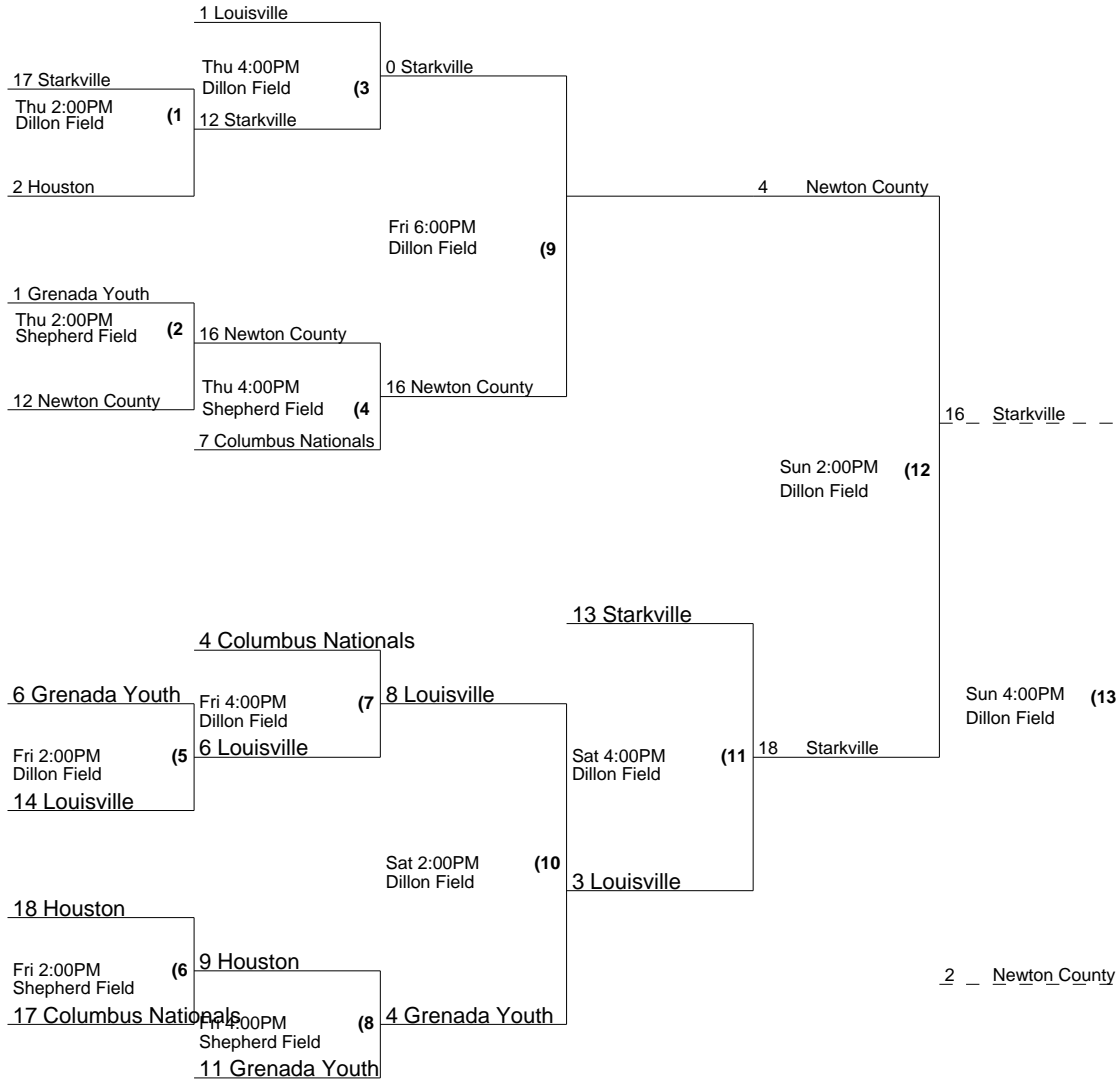 1 Louisville
Thu 4:00PM
Dillon Field
(3
0 Starkville
17 Starkville
Thu 2:00PM
Dillon Field
(1
12 Starkville
2 Houston
4 Newton County
Fri 6:00PM
Dillon Field
(9
1 Grenada Youth
Thu 2:00PM
Shepherd Field
(2
16 Newton County
12 Newton County
Thu 4:00PM
Shepherd Field
(4
16 Newton County
7 Columbus Nationals
16 Starkville
Sun 2:00PM
Dillon Field
(12
13 Starkville
4 Columbus Nationals
6 Grenada Youth
Fri 4:00PM
Dillon Field
(7
8 Louisville
Sun 4:00PM
Dillon Field
(13
Fri 2:00PM
Dillon Field
(5
6 Louisville
Sat 4:00PM
Dillon Field
(11
18 Starkville
14 Louisville
Sat 2:00PM
Dillon Field
(10
3 Louisville
18 Houston
Fri 2:00PM
Shepherd Field
(6
9 Houston
2 Newton County
17 Columbus Nationals
Fri 4:00PM
Shepherd Field
(8
4 Grenada Youth
11 Grenada Youth